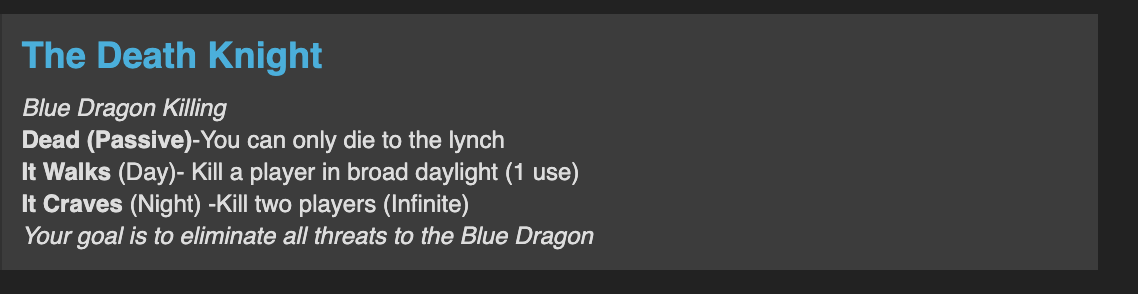 The Death Knight
Blue Dragon Killing
Dead (Passive)-You can only die to the lynch
It Walks (Day)- Kill a player in broad daylight (1 use)
It Craves (Night) -Kill two players (Infinite)
Your goal is to eliminate all threats to the Blue Dragon